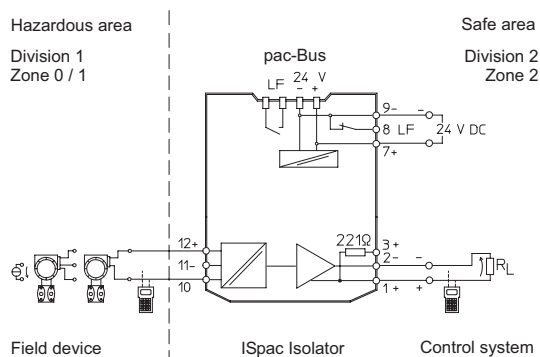 Hazardous area
Safe area
Division 1
Zone 0 / 1
pac-Bus
Division 2
Zone 2
LF 24 V
- +
9-
-
8 LF
24 V DC
7+
221Ω
12+
3+
11-
2-
-
RL
10
1+
+
Field device
ISpac Isolator
Control system